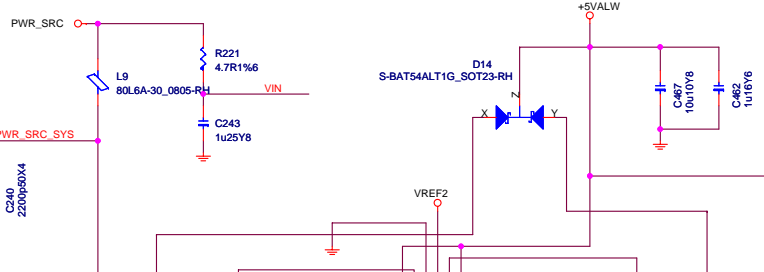 PWR_SRC
+5VALW
R221
4.7R1%6
L9
80L6A-30_0805-RH
VIN
D14
S-BAT54ALT1G_SOT23-RH
Z
X
Y
C467
10u10Y8
C462
1u16Y6
C243
1u25Y8
PWR_SRC_SYS
C240
2200p50X4
VREF2